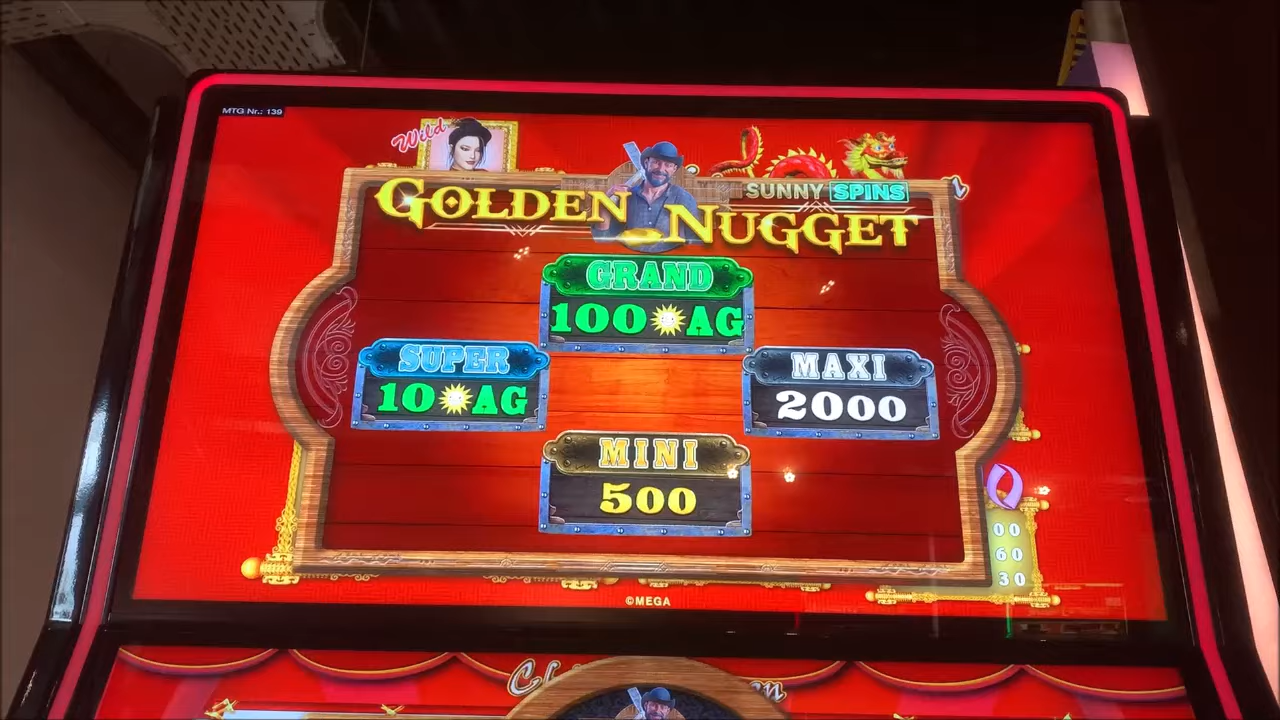 MTG Nr.: 139
Wild
SUNNY SPINS
GOLDEN NUGGET
GRAND
100 AG
SUPER
10 AG
MAXI
2000
MINI
500
00
60
30
©MEGA